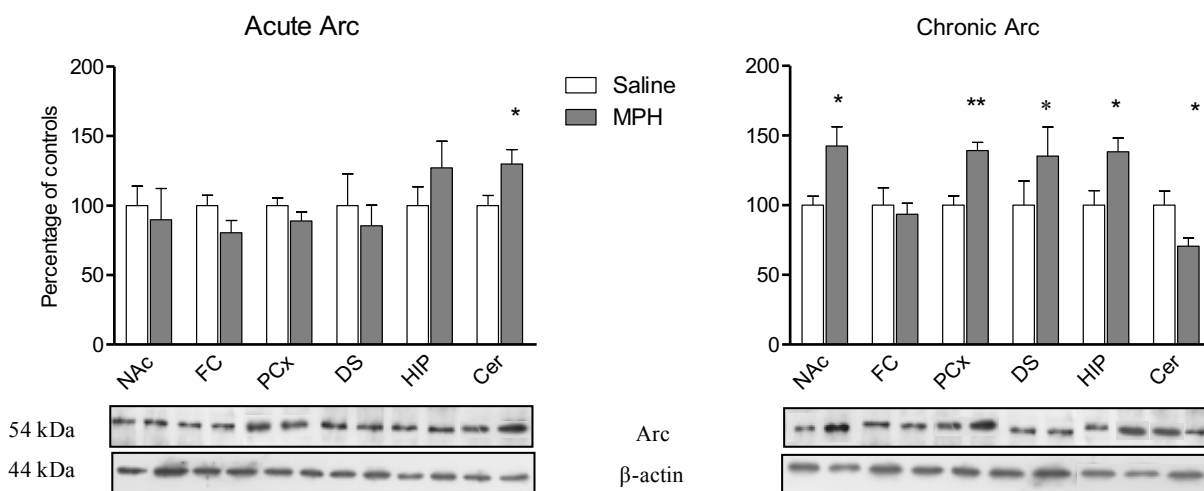 Acute Arc
Percentage of controls
200
150
100
50
0
*
NAc
FC
PCx
DS
HIP
Cer
Saline
MPH
Chronic Arc
200
150
100
50
0
*
**
*
*
*
NAc
FC
PCx
DS
HIP
Cer
54 kDa
Arc
44 kDa
β-actin